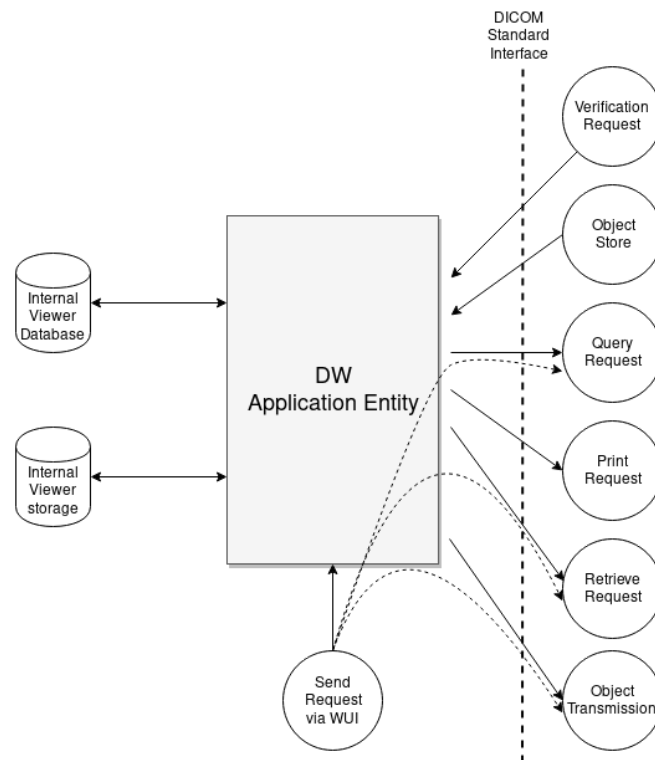 DICOM
Standard
Interface
Verification
Request
Object
Store
Internal
Viewer
Database
Query
Request
DW
Application Entity
Print
Request
Internal
Viewer
storage
Retrieve
Request
Send
Request
via WUI
Object
Transmission